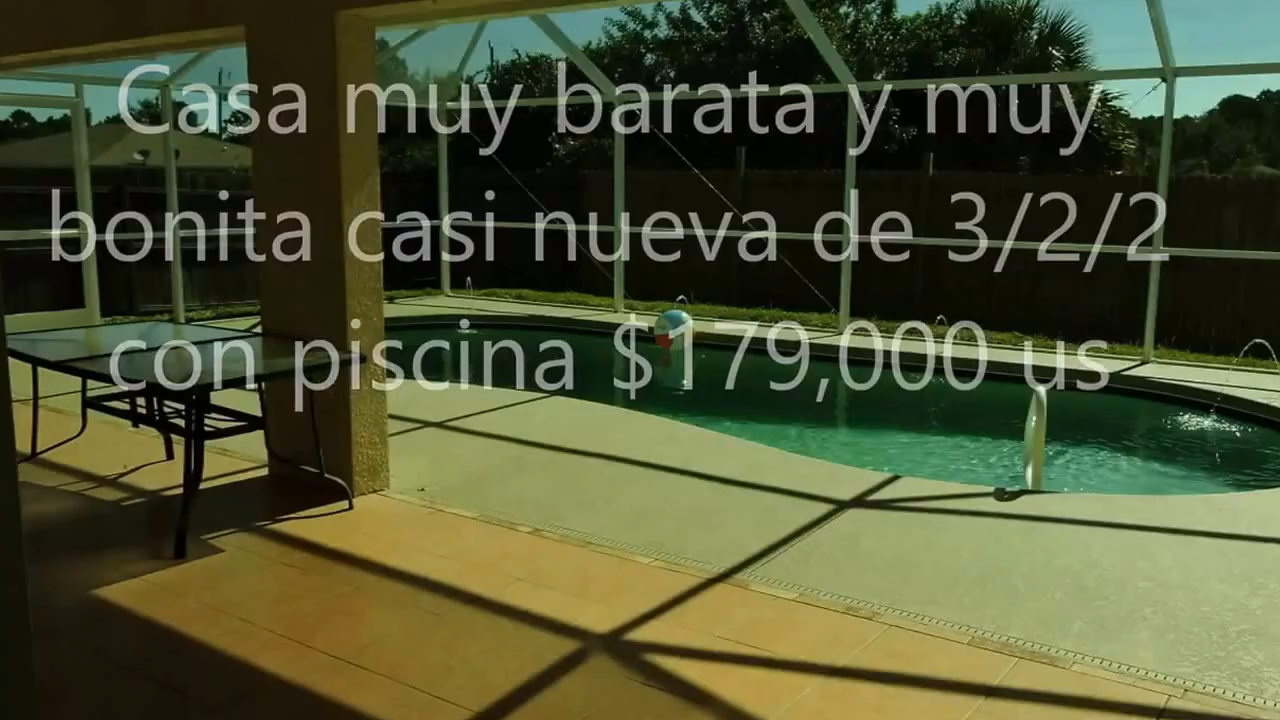 Casa muy barata y muy
bonita casi nueva de 3/2/2
con piscina $179,000 us